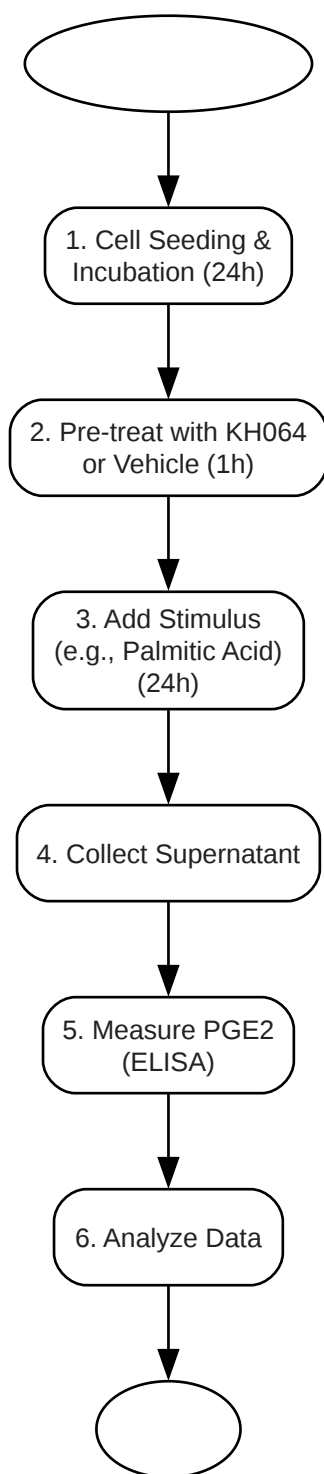 1. Cell Seeding &
Incubation (24h)
2. Pre-treat with KH064
or Vehicle (1h)
3. Add Stimulus
(e.g., Palmitic Acid)
(24h)
4. Collect Supernatant
5. Measure PGE2
(ELISA)
6. Analyze Data